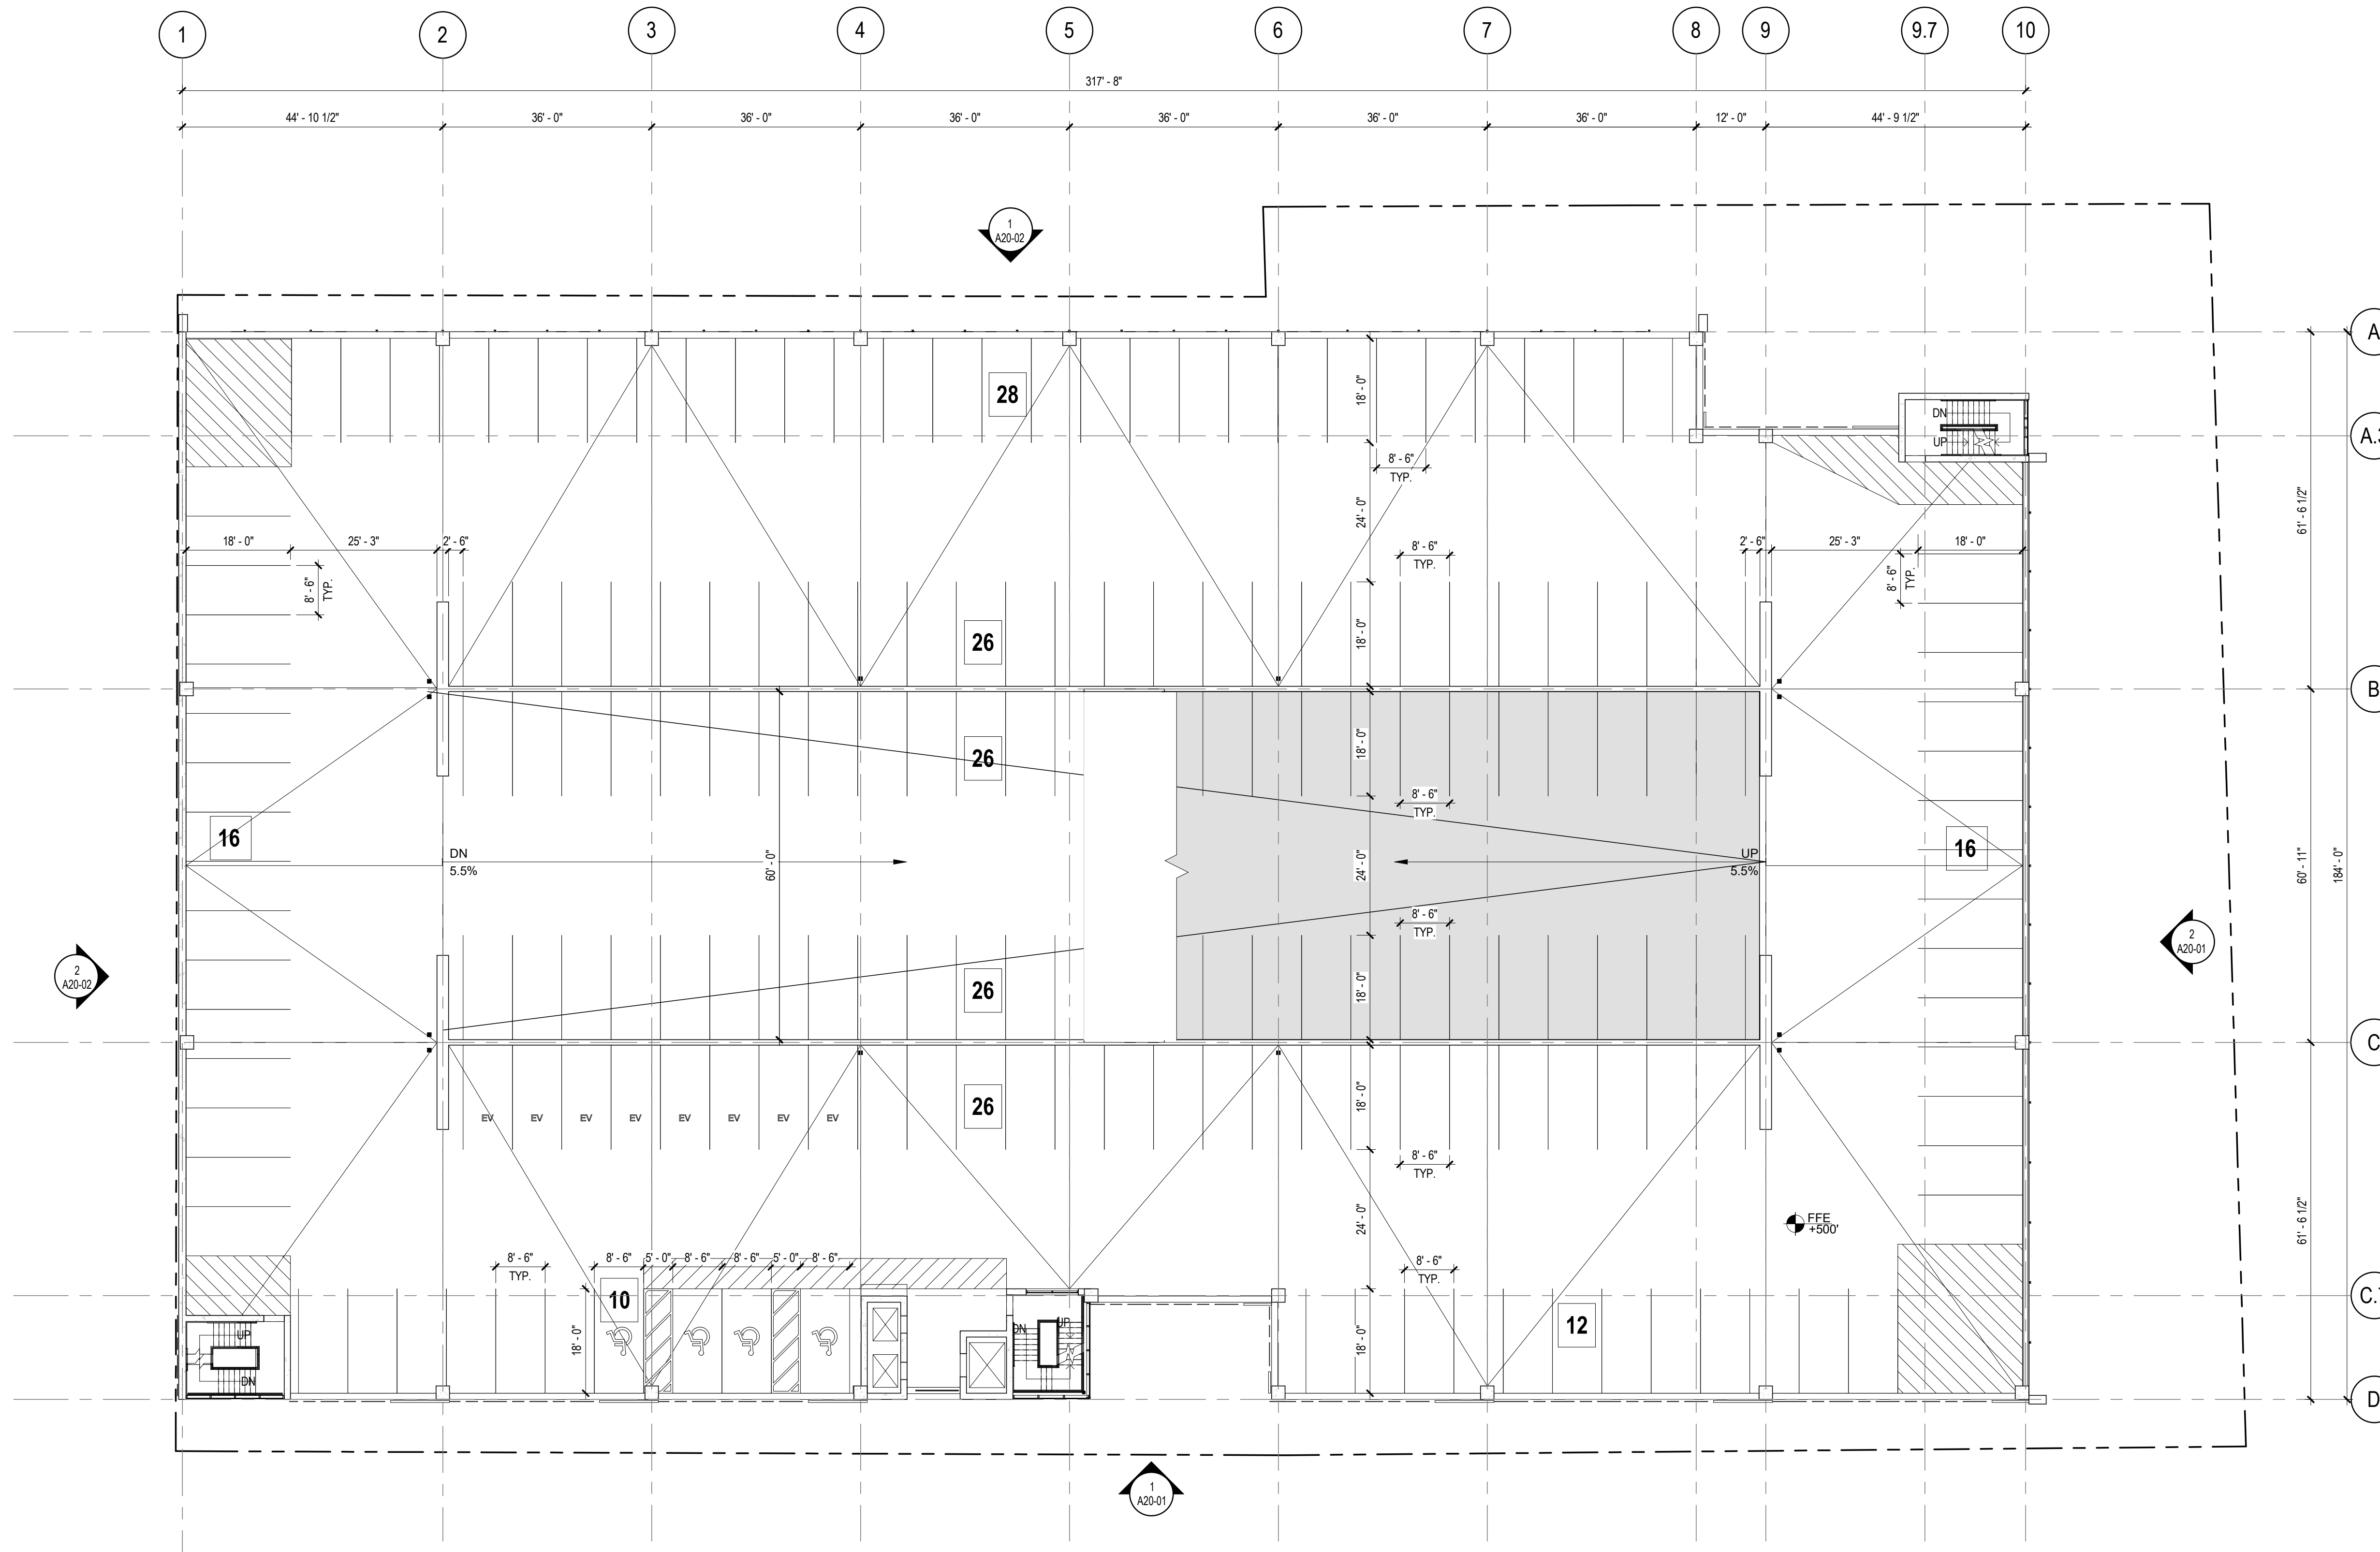 1
2
3
4
5
6
7
8
9
9.7
10
317' - 8"
44' - 10 1/2"
36' - 0"
36' - 0"
36' - 0"
36' - 0"
36' - 0"
36' - 0"
12' - 0"
44' - 9 1/2"
1
A20-02
A
28
18' - 0"
DN
UP
A.3
8' - 6"
TYP.
24' - 0"
61' - 6 1/2"
18' - 0"
25' - 3"
2' - 6"
8' - 6"
TYP.
2' - 6"
25' - 3"
18' - 0"
8' - 6"
TYP.
8' - 6"
TYP.
26
18' - 0"
B
26
18' - 0"
8' - 6"
TYP.
16
16
DN
5.5%
60' - 0"
24' - 0"
UP
5.5%
60' - 11"
184' - 0"
8' - 6"
TYP.
2
A20-02
2
A20-01
26
18' - 0"
C
26
18' - 0"
EV
EV
EV
EV
EV
EV
EV
EV
8' - 6"
TYP.
24' - 0"
FFE
+500'
61' - 6 1/2"
8' - 6"
TYP.
8' - 6"
5' - 0"
8' - 6"
8' - 6"
5' - 0"
8' - 6"
8' - 6"
TYP.
10
12
UP
DN
18' - 0"
DN
UP
18' - 0"
D
1
A20-01